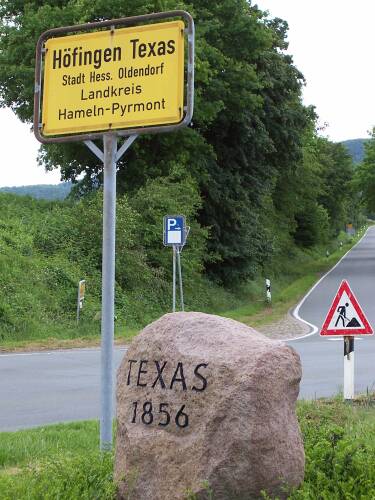 Höfingen Texas
Stadt Hess. Oldendorf
Landkreis
Hameln-Pyrmont
P
TEXAS
1856